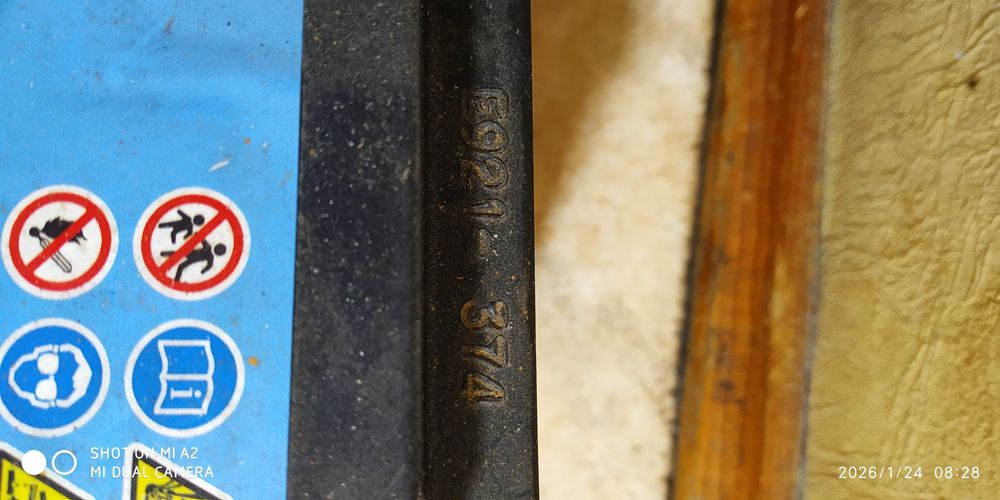 E921- 374
SHOT ON MI A2
MI DUAL CAMERA
2026/1/24 08:28